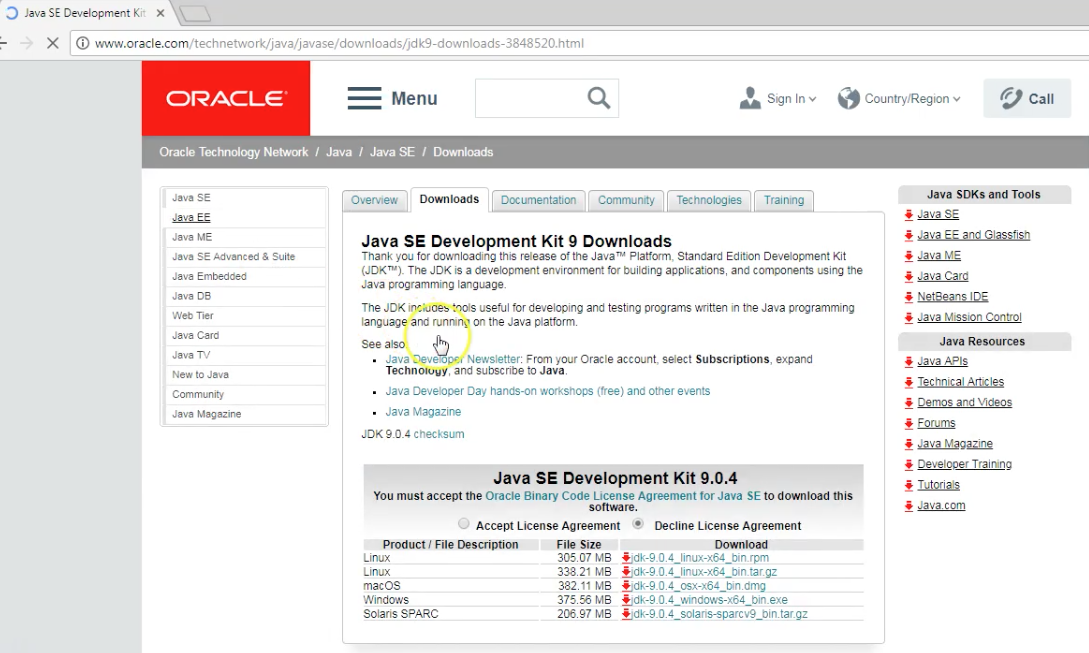 Java SE Development Kit
www.oracle.com/technetwork/java/javase/downloads/jdk9-downloads-3848520.html
ORACLE
Menu
Sign In
Country/Region
Call
Oracle Technology Network / Java / Java SE / Downloads
Java SE
Java EE
Java ME
Java SE Advanced & Suite
Java Embedded
Java DB
Web Tier
Java Card
Java TV
New to Java
Community
Java Magazine
Overview
Downloads
Documentation
Community
Technologies
Training
Java SE Development Kit 9 Downloads
Thank you for downloading this release of the Java™ Platform, Standard Edition Development Kit
(JDK™). The JDK is a development environment for building applications, and components using the
Java programming language.
The JDK includes tools useful for developing and testing programs written in the Java programming
language and running on the Java platform.
See also
Java Developer Newsletter: From your Oracle account, select Subscriptions, expand
Technology, and subscribe to Java.
Java Developer Day hands-on workshops (free) and other events
Java Magazine
JDK 9.0.4 checksum
Java SE Development Kit 9.0.4
You must accept the Oracle Binary Code License Agreement for Java SE to download this
software.
Accept License Agreement Decline License Agreement
Product / File Description File Size Download
Linux 305.07 MB jdk-9.0.4_linux-x64_bin.rpm
Linux 338.21 MB jdk-9.0.4_linux-x64_bin.tar.gz
macOS 382.11 MB jdk-9.0.4_osx-x64_bin.dmg
Windows 375.56 MB jdk-9.0.4_windows-x64_bin.exe
Solaris SPARC 206.97 MB jdk-9.0.4_solaris-sparcv9_bin.tar.gz
Java SDKs and Tools
Java SE
Java EE and Glassfish
Java ME
Java Card
NetBeans IDE
Java Mission Control
Java Resources
Java APIs
Technical Articles
Demos and Videos
Forums
Java Magazine
Developer Training
Tutorials
Java.com